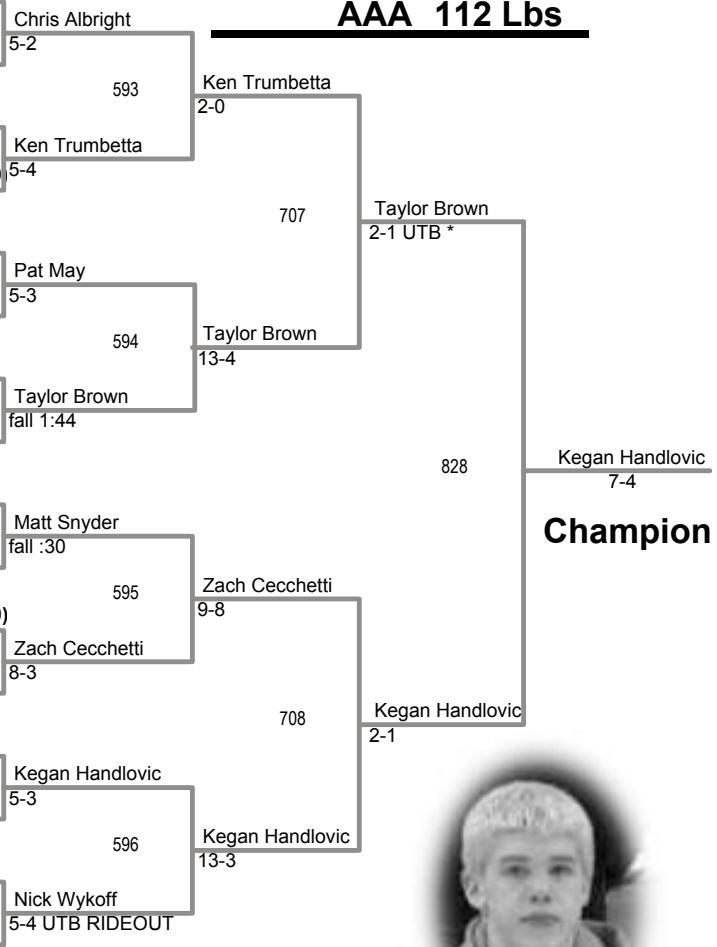 AAA 112 Lbs
Chris Albright
5-2
593
Ken Trumbetta
2-0
Ken Trumbetta
)5-4
707
Taylor Brown
2-1 UTB *
Pat May
5-3
594
Taylor Brown
13-4
Taylor Brown
fall 1:44
828
Kegan Handlovic
7-4
Champion
Matt Snyder
fall :30
595
Zach Cecchetti
9-8
)
Zach Cecchetti
8-3
708
Kegan Handlovic
2-1
Kegan Handlovic
5-3
596
Kegan Handlovic
13-3
Nick Wykoff
5-4 UTB RIDEOUT